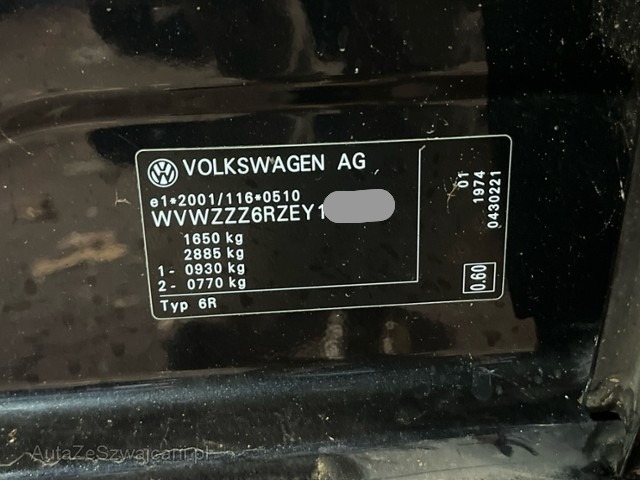 VOLKSWAGEN AG
e1*2001/116*0510
WVWZZZ6RZEY1
1650 kg
2885 kg
1- 0930 kg
2- 0770 kg
Typ 6R
01
1974
0430221
0.60
AutaZeSzwajcarii.pl